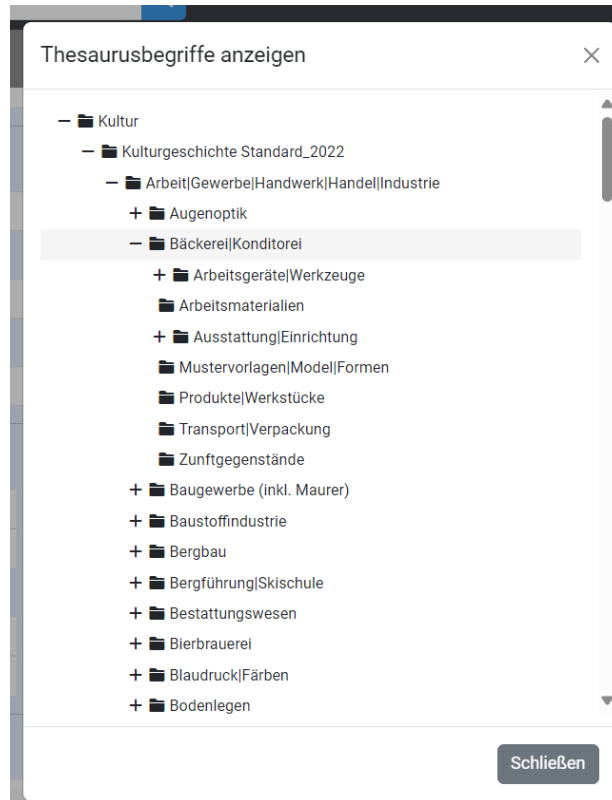 Thesaurusbegriffe anzeigen
Kultur
Kulturgeschichte Standard_2022
Arbeit|Gewerbe|Handwerk|Handel|Industrie
Augenoptik
Bäckerei|Konditorei
Arbeitsgeräte|Werkzeuge
Arbeitsmaterialien
Ausstattung|Einrichtung
Mustervorlagen|Model|Formen
Produkte|Werkstücke
Transport|Verpackung
Zunftgegenstände
Baugewerbe (inkl. Maurer)
Baustoffindustrie
Bergbau
Bergführung|Skischule
Bestattungswesen
Bierbrauerei
Blaudruck|Färben
Bodenlegen
Schließen